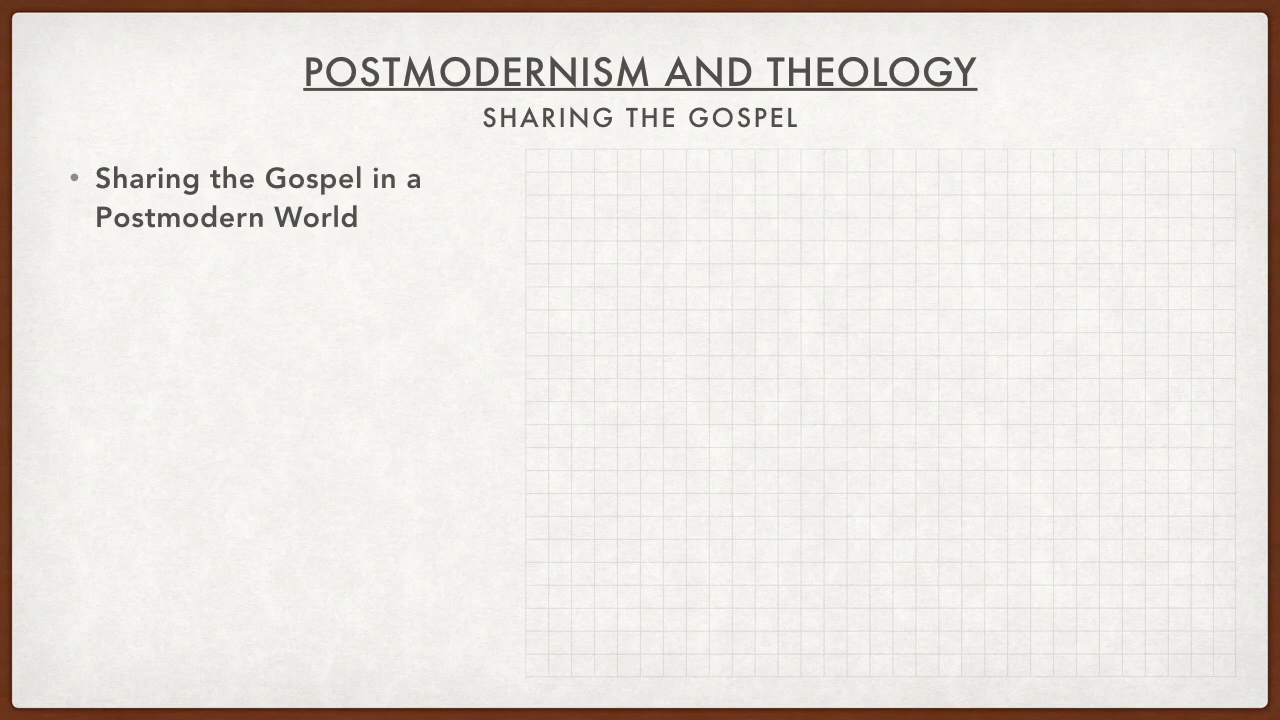 POSTMODERNISM AND THEOLOGY
SHARING THE GOSPEL
• Sharing the Gospel in a
Postmodern World